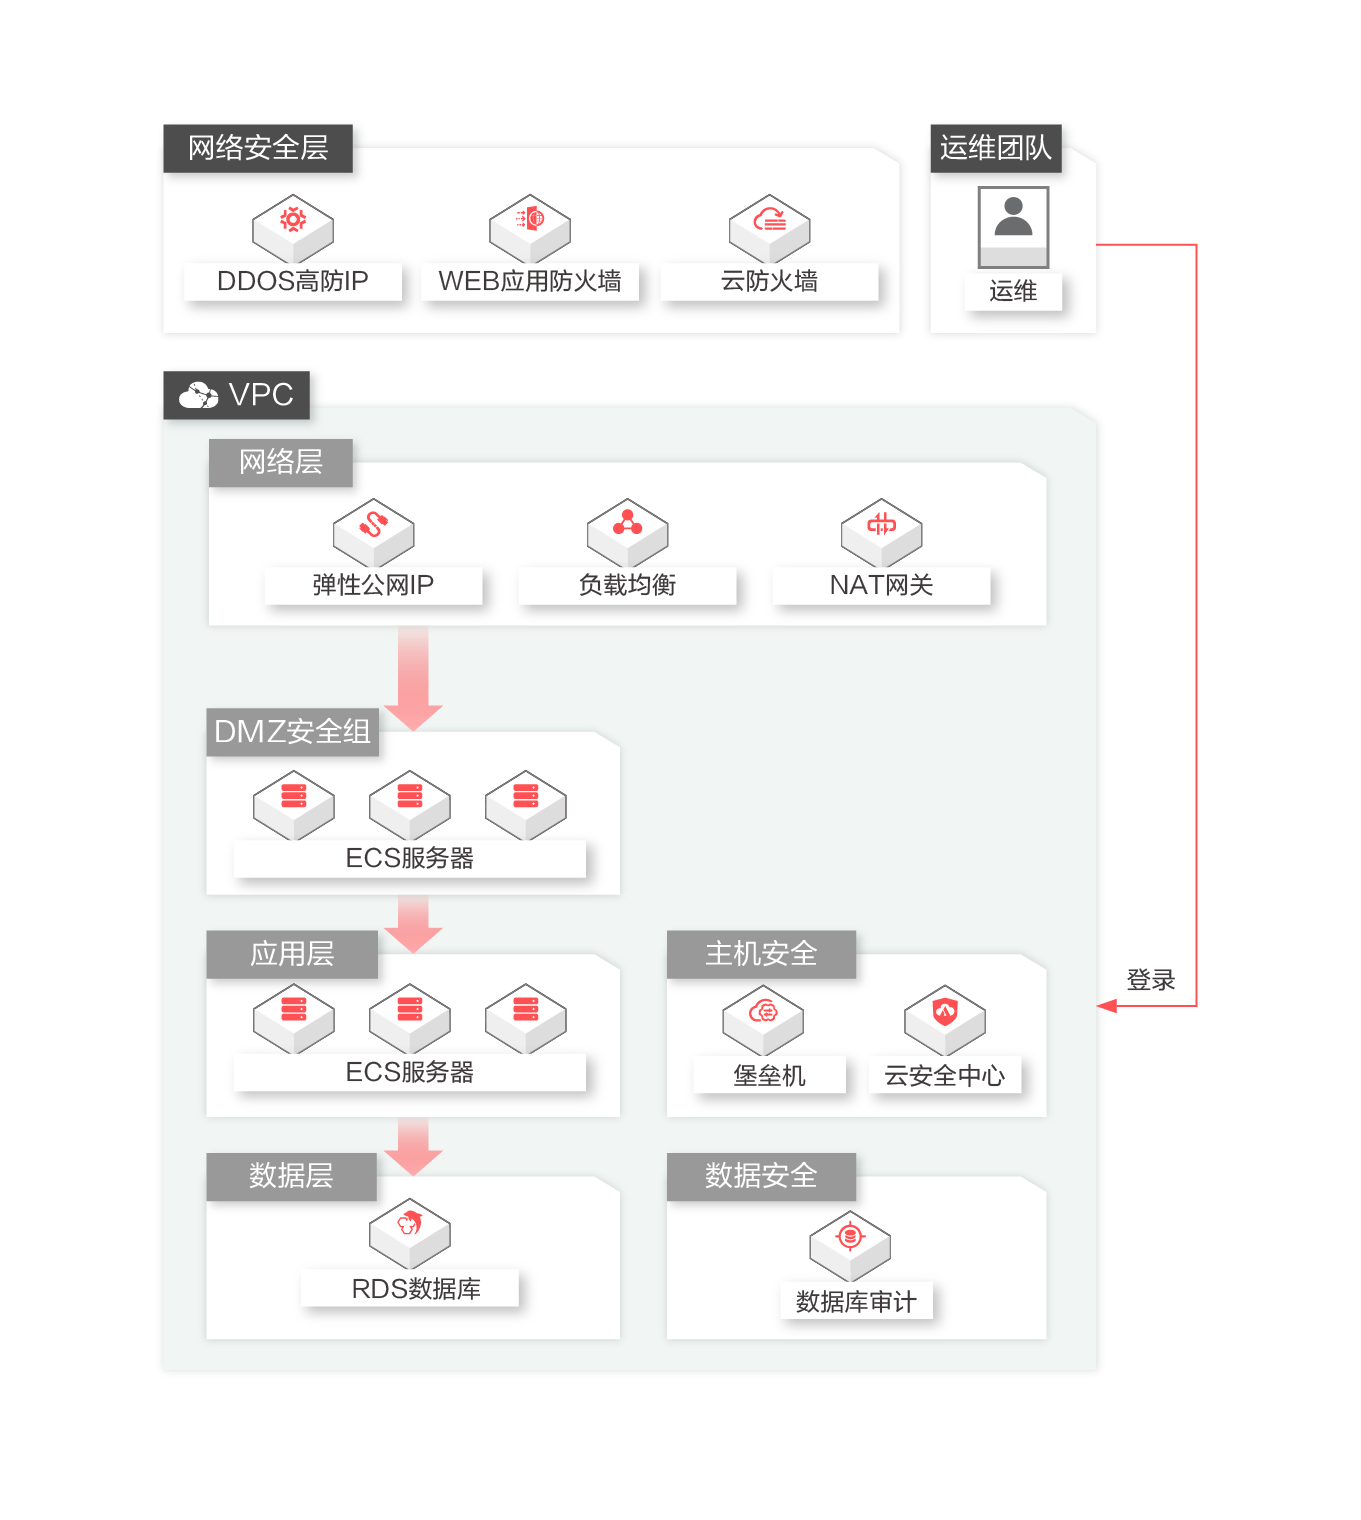 网络安全层
DDOS高防IP
WEB应用防火墙
云防火墙
运维团队
运维
VPC
网络层
弹性公网IP
负载均衡
NAT网关
DMZ安全组
ECS服务器
应用层
ECS服务器
主机安全
堡垒机
云安全中心
登录
数据层
RDS数据库
数据安全
数据库审计